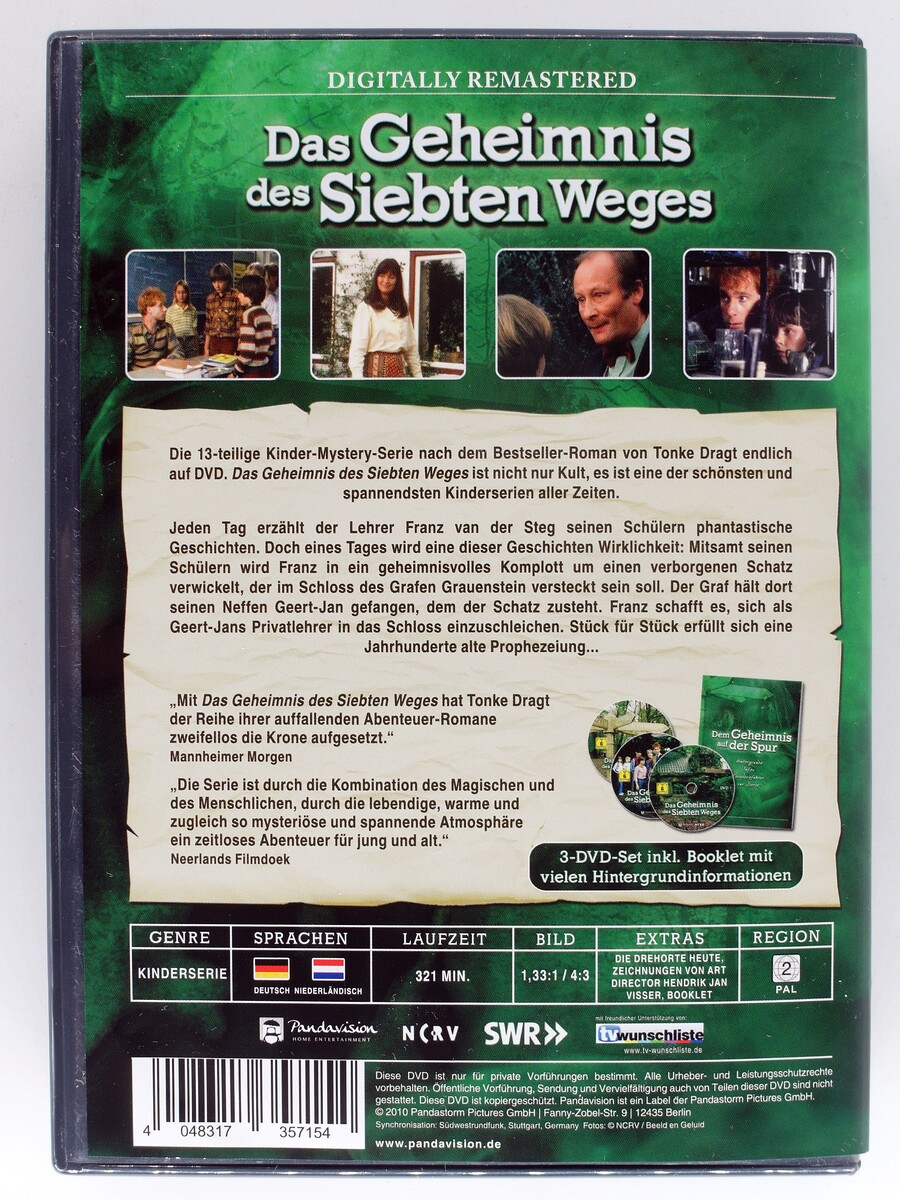 DIGITALLY REMASTERED
Das Geheimnis
des Siebten Weges
Die 13-teilige Kinder-Mystery-Serie nach dem Bestseller-Roman von Tonke Dragt endlich
auf DVD. Das Geheimnis des Siebten Weges ist nicht nur Kult, es ist eine der schönsten und
spannendsten Kinderserien aller Zeiten.
Jeden Tag erzählt der Lehrer Franz van der Steg seinen Schülern phantastische
Geschichten. Doch eines Tages wird eine dieser Geschichten Wirklichkeit: Mitsamt seinen
Schülern wird Franz in ein geheimnisvolles Komplott um einen verborgenen Schatz
verwickelt, der im Schloss des Grafen Grauenstein versteckt sein soll. Der Graf hält dort
seinen Neffen Geert-Jan gefangen, dem der Schatz zusteht. Franz schafft es, sich als
Geert-Jans Privatlehrer in das Schloss einzuschleichen. Stück für Stück erfüllt sich eine
Jahrhunderte alte Prophezeiung...
„Mit Das Geheimnis des Siebten Weges hat Tonke Dragt
der Reihe ihrer auffallenden Abenteuer-Romane
zweifellos die Krone aufgesetzt.“
Mannheimer Morgen
„Die Serie ist durch die Kombination des Magischen und
des Menschlichen, durch die lebendige, warme und
zugleich so mysteriöse und spannende Atmosphäre
ein zeitloses Abenteuer für jung und alt.“
Neerlands Filmdoek
Dem Geheimnis
auf der Spur
Das Geheimnis
des Siebten Weges
3-DVD-Set inkl. Booklet mit
vielen Hintergrundinformationen
GENRE SPRACHEN LAUFZEIT BILD EXTRAS REGION
KINDERSERIE
DEUTSCH NIEDERLÄNDISCH
321 MIN.
1,33:1 / 4:3
DIE DREHORTE HEUTE,
ZEICHNUNGEN VON ART
DIRECTOR HENDRIK JAN
VISSER, BOOKLET
2
PAL
Pandavision
HOME ENTERTAINMENT
NCRV
SWR
mit freundlicher Unterstützung von:
tvwunschliste
www.tv-wunschliste.de
Diese DVD ist nur für private Vorführungen bestimmt. Alle Urheber- und Leistungsschutzrechte
vorbehalten. Öffentliche Vorführung, Sendung und Vervielfältigung auch von Teilen dieser DVD sind nicht
gestattet. Diese DVD ist kopiergeschützt. Pandavision ist ein Label der Pandastorm Pictures GmbH.
© 2010 Pandastorm Pictures GmbH | Fanny-Zobel-Str. 9 | 12435 Berlin
Synchronisation: Südwestrundfunk, Stuttgart, Germany Fotos: © NCRV / Beeld en Geluid
www.pandavision.de
4 048317 357154